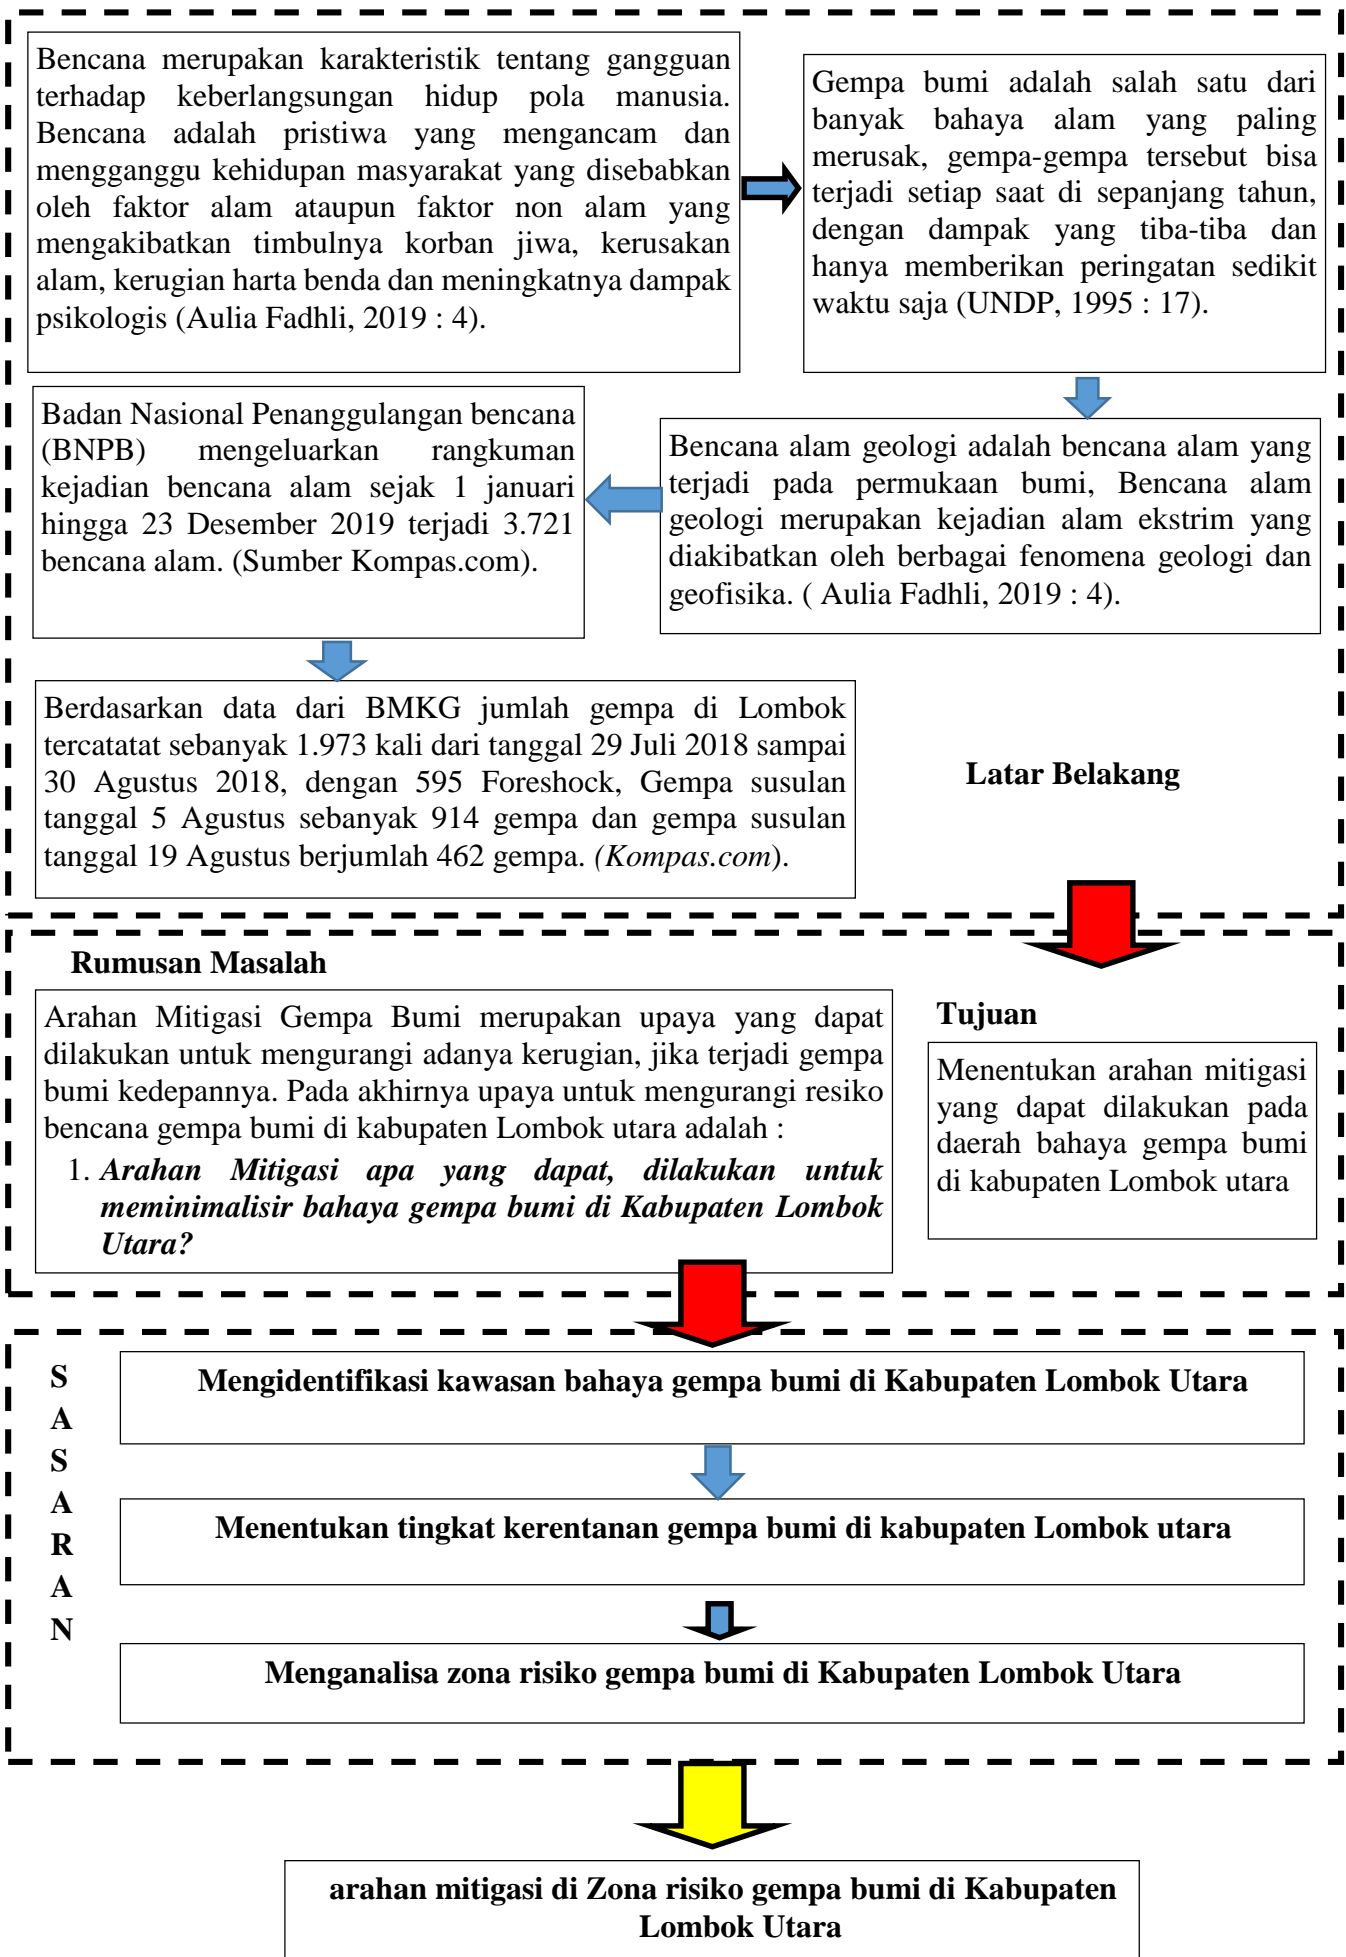 Bencana merupakan karakteristik tentang gangguan
terhadap keberlangsungan hidup pola manusia.
Bencana adalah pristiwa yang mengancam dan
mengganggu kehidupan masyarakat yang disebabkan
oleh faktor alam ataupun faktor non alam yang
mengakibatkan timbulnya korban jiwa, kerusakan
alam, kerugian harta benda dan meningkatnya dampak
psikologis (Aulia Fadhli, 2019 : 4).
Gempa bumi adalah salah satu dari
banyak bahaya alam yang paling
merusak, gempa-gempa tersebut bisa
terjadi setiap saat di sepanjang tahun,
dengan dampak yang tiba-tiba dan
hanya memberikan peringatan sedikit
waktu saja (UNDP, 1995 : 17).
Bencana alam geologi adalah bencana alam yang
terjadi pada permukaan bumi, Bencana alam
geologi merupakan kejadian alam ekstrim yang
diakibatkan oleh berbagai fenomena geologi dan
geofisika. ( Aulia Fadhli, 2019 : 4).
Badan Nasional Penanggulangan bencana
(BNPB) mengeluarkan rangkuman
kejadian bencana alam sejak 1 januari
hingga 23 Desember 2019 terjadi 3.721
bencana alam. (Sumber Kompas.com).
Berdasarkan data dari BMKG jumlah gempa di Lombok
tercatatat sebanyak 1.973 kali dari tanggal 29 Juli 2018 sampai
30 Agustus 2018, dengan 595 Foreshock, Gempa susulan
tanggal 5 Agustus sebanyak 914 gempa dan gempa susulan
tanggal 19 Agustus berjumlah 462 gempa. (Kompas.com).
Latar Belakang
Rumusan Masalah
Arahan Mitigasi Gempa Bumi merupakan upaya yang dapat
dilakukan untuk mengurangi adanya kerugian, jika terjadi gempa
bumi kedepannya. Pada akhirnya upaya untuk mengurangi resiko
bencana gempa bumi di kabupaten Lombok utara adalah :
1. Arahan Mitigasi apa yang dapat, dilakukan untuk
meminimalisir bahaya gempa bumi di Kabupaten Lombok
Utara?
Tujuan
Menentukan arahan mitigasi
yang dapat dilakukan pada
daerah bahaya gempa bumi
di kabupaten Lombok utara
S
A
S
A
R
A
N
Mengidentifikasi kawasan bahaya gempa bumi di Kabupaten Lombok Utara
Menentukan tingkat kerentanan gempa bumi di kabupaten Lombok utara
Menganalisa zona risiko gempa bumi di Kabupaten Lombok Utara
arahan mitigasi di Zona risiko gempa bumi di Kabupaten
Lombok Utara